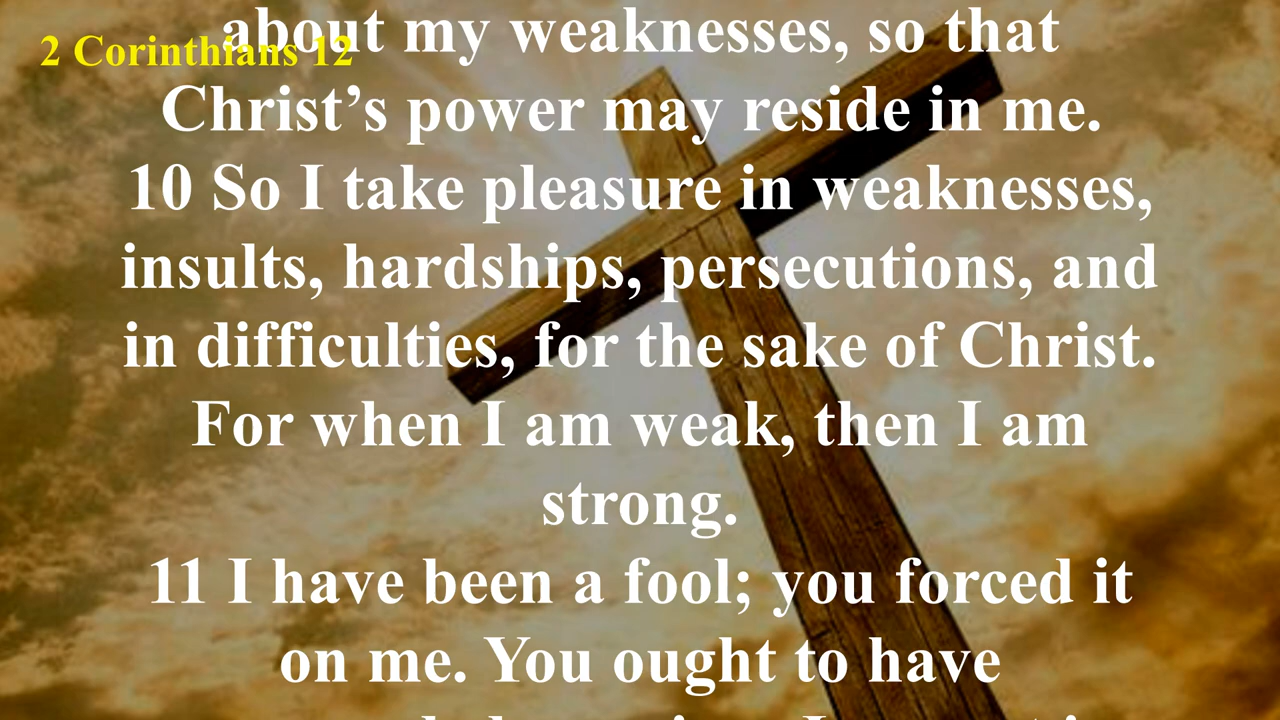 2 Corinthians 12
about my weaknesses, so that
Christ’s power may reside in me.
10 So I take pleasure in weaknesses,
insults, hardships, persecutions, and
in difficulties, for the sake of Christ.
For when I am weak, then I am
strong.
11 I have been a fool; you forced it
on me. You ought to have